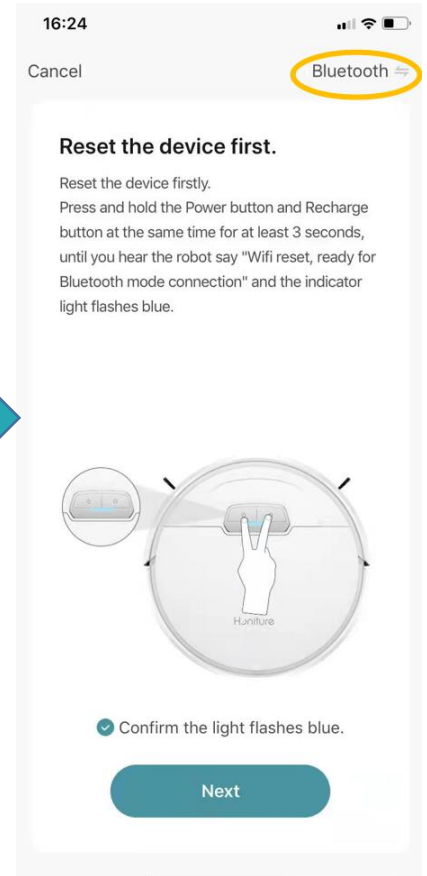 16:24
Cancel
Bluetooth
Reset the device first.
Reset the device firstly.
Press and hold the Power button and Recharge
button at the same time for at least 3 seconds,
until you hear the robot say "Wifi reset, ready for
Bluetooth mode connection" and the indicator
light flashes blue.
Honiture
Confirm the light flashes blue.
Next